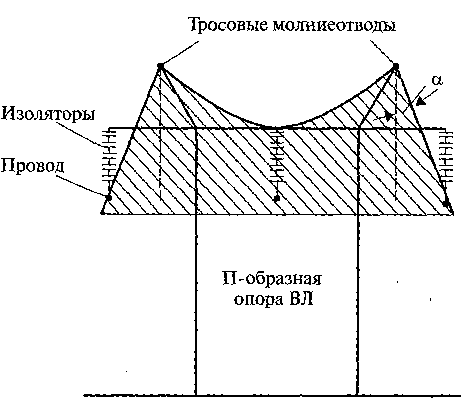 Тросовые молниеотводы
α
Изоляторы
Провод
П-образная
опора ВЛ